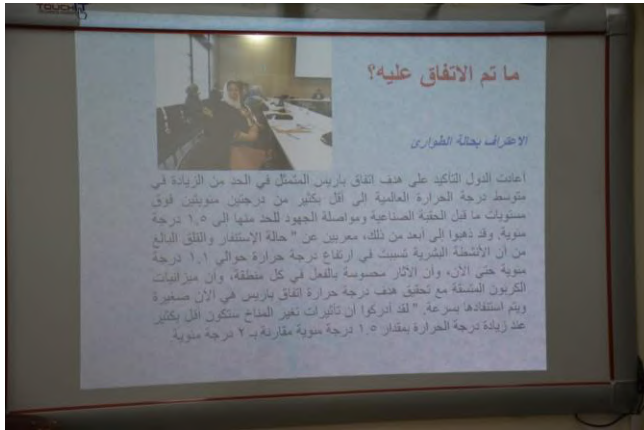 TOUCHIT
ما تم الاتفاق عليه؟
الاعتراف بحالة الطوارئ
أعادت الدول التأكيد على هدف اتفاق باريس المتمثل في الحد من الزيادة في
متوسط درجة الحرارة العالمية إلى أقل بكثير من درجتين مئويتين فوق
مستويات ما قبل الحقبة الصناعية ومواصلة الجهود للحد منها إلى ١.٥ درجة
مئوية. وقد ذهبوا إلى أبعد من ذلك، معربين عن " حالة الإستنفار والقلق البالغ
من أن الأنشطة البشرية تسببت في ارتفاع درجة حرارة حوالي ١.١ درجة
مئوية حتى الآن، وأن الآثار محسوسة بالفعل في كل منطقة، وأن ميزانيات
الكربون المتسقة مع تحقيق هدف درجة حرارة اتفاق باريس هي الآن صغيرة
ويتم استنفادها بسرعة. " لقد أدركوا أن تأثيرات تغير المناخ ستكون أقل بكثير
عند زيادة درجة الحرارة بمقدار ١.٥ درجة مئوية مقارنة بـ ٢ درجة مئوية